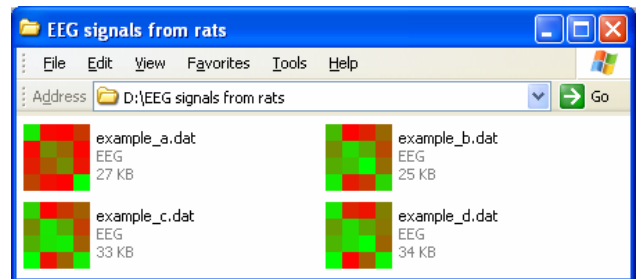 EEG signals from rats
File Edit View Favorites Tools Help
Address D:\EEG signals from rats Go
example_a.dat
EEG
27 KB
example_b.dat
EEG
25 KB
example_c.dat
EEG
33 KB
example_d.dat
EEG
34 KB